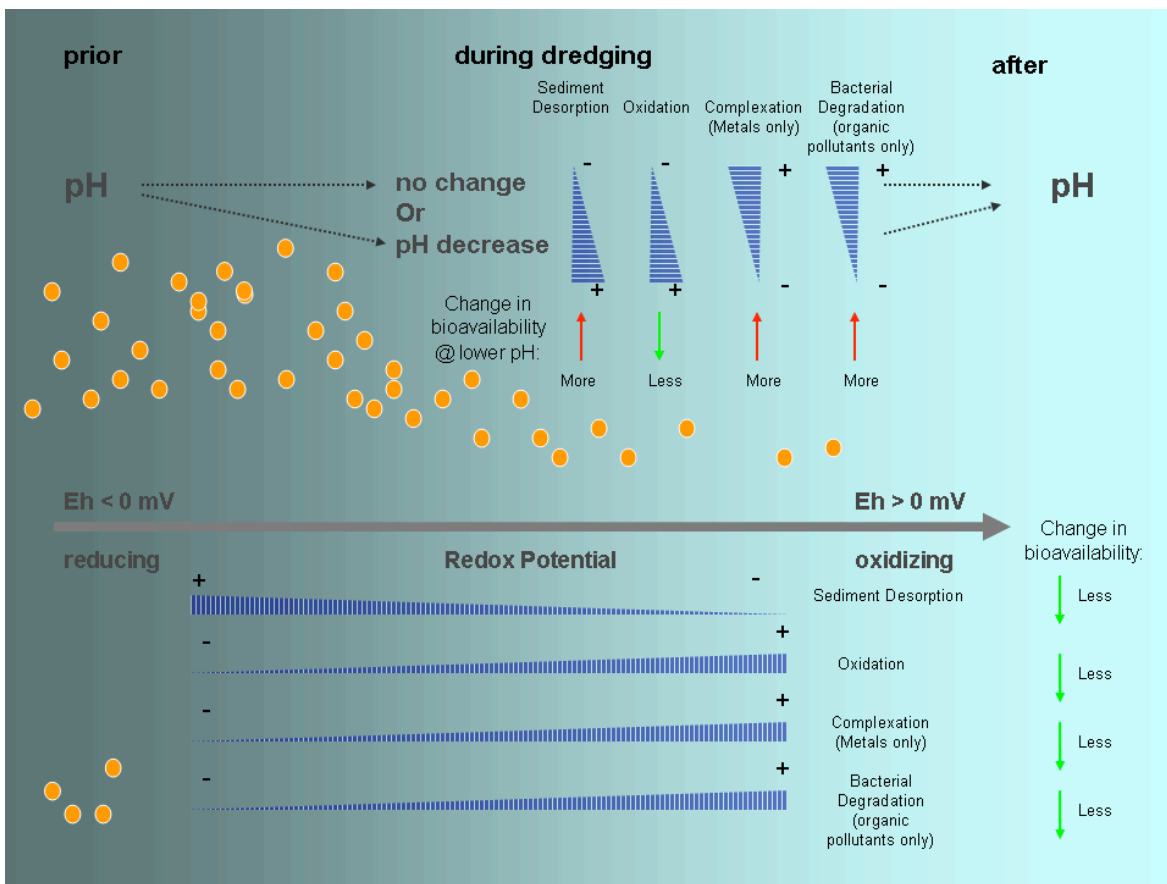 prior
during dredging
after
Sediment
Desorption
Oxidation
Complexation
(Metals only)
Bacterial
Degradation
(organic
pollutants only)
- - + +
pH
no change
Or
pH decrease
pH
+ + - -
Change in
bioavailability
@ lower pH:
More
Less
More
More
Eh < 0 mV
Eh > 0 mV
reducing
Redox Potential
oxidizing
Change in
bioavailability:
+ -
Sediment Desorption
Less
- +
Oxidation
Less
- +
Complexation
(Metals only)
Less
- +
Bacterial
Degradation
(organic
pollutants only)
Less